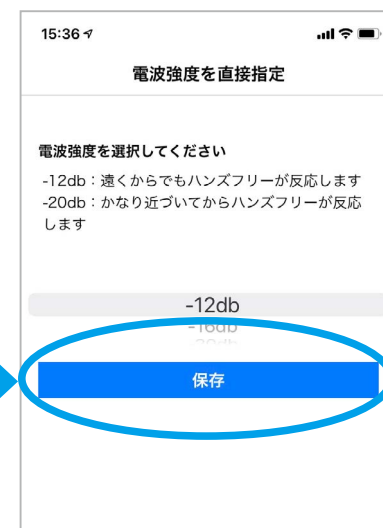 15:36
電波強度を直接指定
電波強度を選択してください
-12db：遠くからでもハンズフリーが反応します
-20db：かなり近づいてからハンズフリーが反応
します
-12db
-16db
-20db
保存